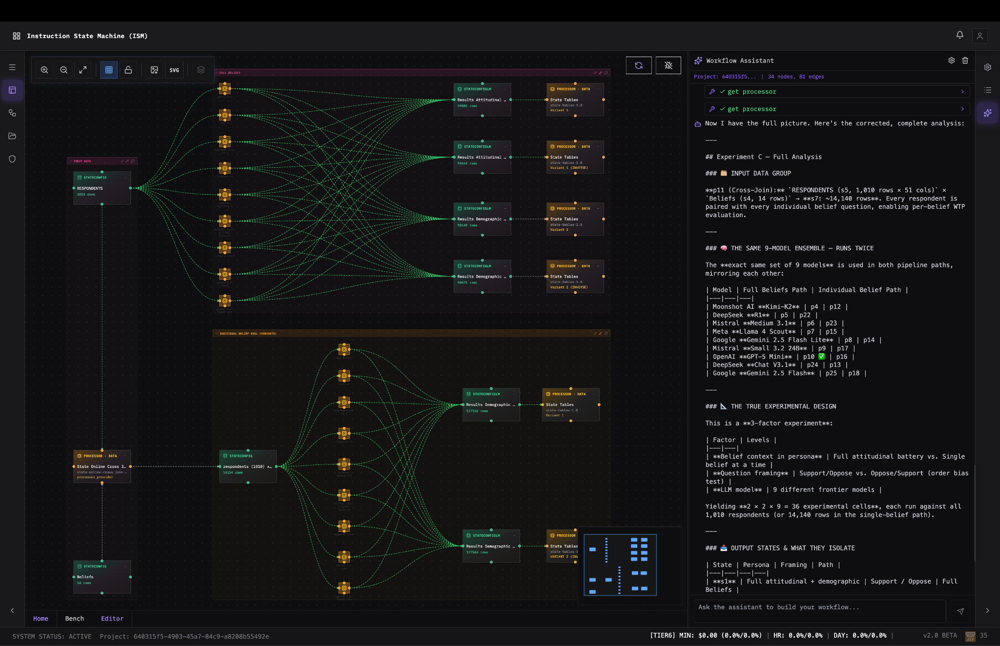 Instruction State Machine (ISM)
SVG
FULL BELIEFS
INPUT DATA
STATECONFIG
RESPONDENTS
1010 rows
STATECONFIGLM
Results Attitudinal …
99885 rows
PROCESSOR · DATA
State Tables
state-tables-1.0
Variant 1
STATECONFIGLM
Results Attitudinal …
99444 rows
PROCESSOR · DATA
State Tables
state-tables-1.0
Variant 1 (INVERSE)
STATECONFIGLM
Results Demographic …
98140 rows
PROCESSOR · DATA
State Tables
state-tables-1.0
Variant 2
STATECONFIGLM
Results Demographic …
98675 rows
PROCESSOR · DATA
State Tables
state-tables-1.0
Variant 2 (INVERSE)
INDIVIDUAL BELIEF EVAL (VARIANTS)
PROCESSOR · DATA
State Online Cross J…
state-online-cross-join-…
processor_provider
STATECONFIG
respondents (1010) x…
14154 rows
STATECONFIG
Beliefs
14 rows
STATECONFIGLM
Results Demographic …
127556 rows
PROCESSOR · DATA
State Tables
state-tables-1.0
Variant 1
STATECONFIGLM
Results Demographic …
127544 rows
PROCESSOR
State Tables
state-tables-1
VARIANT 2 (INV
Workflow Assistant
Project: 640315f5... | 34 nodes, 81 edges
✓ get processor
✓ get processor
Now I have the full picture. Here's the corrected, complete analysis:
---
## Experiment C — Full Analysis
### 🗂️ INPUT DATA GROUP
**p11 (Cross-Join):** `RESPONDENTS (s5, 1,010 rows × 51 cols)` ×
`Beliefs (s4, 14 rows)` → **s7: ~14,140 rows**. Every respondent is
paired with every individual belief question, enabling per-belief WTP
evaluation.
---
### 🧠 THE SAME 9-MODEL ENSEMBLE — RUNS TWICE
The **exact same set of 9 models** is used in both pipeline paths,
mirroring each other:
| Model | Full Beliefs Path | Individual Belief Path |
|---|---|---|
| Moonshot AI **Kimi-K2** | p4 | p12 |
| DeepSeek **R1** | p5 | p22 |
| Mistral **Medium 3.1** | p6 | p23 |
| Meta **Llama 4 Scout** | p7 | p15 |
| Google **Gemini 2.5 Flash Lite** | p8 | p14 |
| Mistral **Small 3.2 24B** | p9 | p17 |
| OpenAI **GPT-5 Mini** | p10 ✅ | p16 |
| DeepSeek **Chat V3.1** | p24 | p13 |
| Google **Gemini 2.5 Flash** | p25 | p18 |
---
### 📐 THE TRUE EXPERIMENTAL DESIGN
This is a **3-factor experiment**:
| Factor | Levels |
|---|---|
| **Belief context in persona** | Full attitudinal battery vs. Single
belief at a time |
| **Question framing** | Support/Oppose vs. Oppose/Support (order bias
test) |
| **LLM model** | 9 different frontier models |
Yielding **2 × 2 × 9 = 36 experimental cells**, each run against all
1,010 respondents (or 14,140 rows in the single-belief path).
---
### 📤 OUTPUT STATES & WHAT THEY ISOLATE
| State | Persona | Framing | Path |
|---|---|---|---|
| **s1** | Full attitudinal + demographic | Support / Oppose | Full
Beliefs |
Ask the assistant to build your workflow...
Home
Bench
Editor
SYSTEM STATUS: ACTIVE
Project: 640315f5-4903-45a7-84c9-a8208b55492e
[TIER6] MIN: $0.00 (0.0%/0.0%) | HR: 0.0%/0.0% | DAY: 0.0%/0.0% |
v2.0 BETA
35